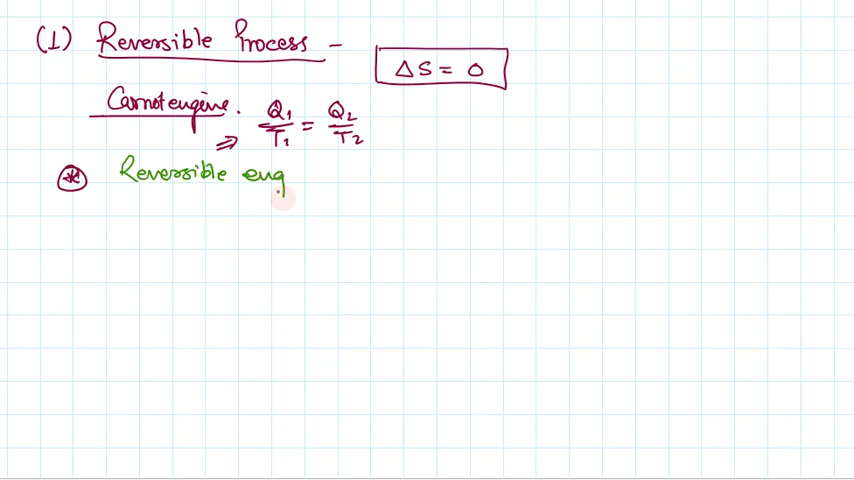 (1) Reversible Process -
ΔS = 0
Carnot engine. ⇒ Q1/T1 = Q2/T2
* Reversible eng